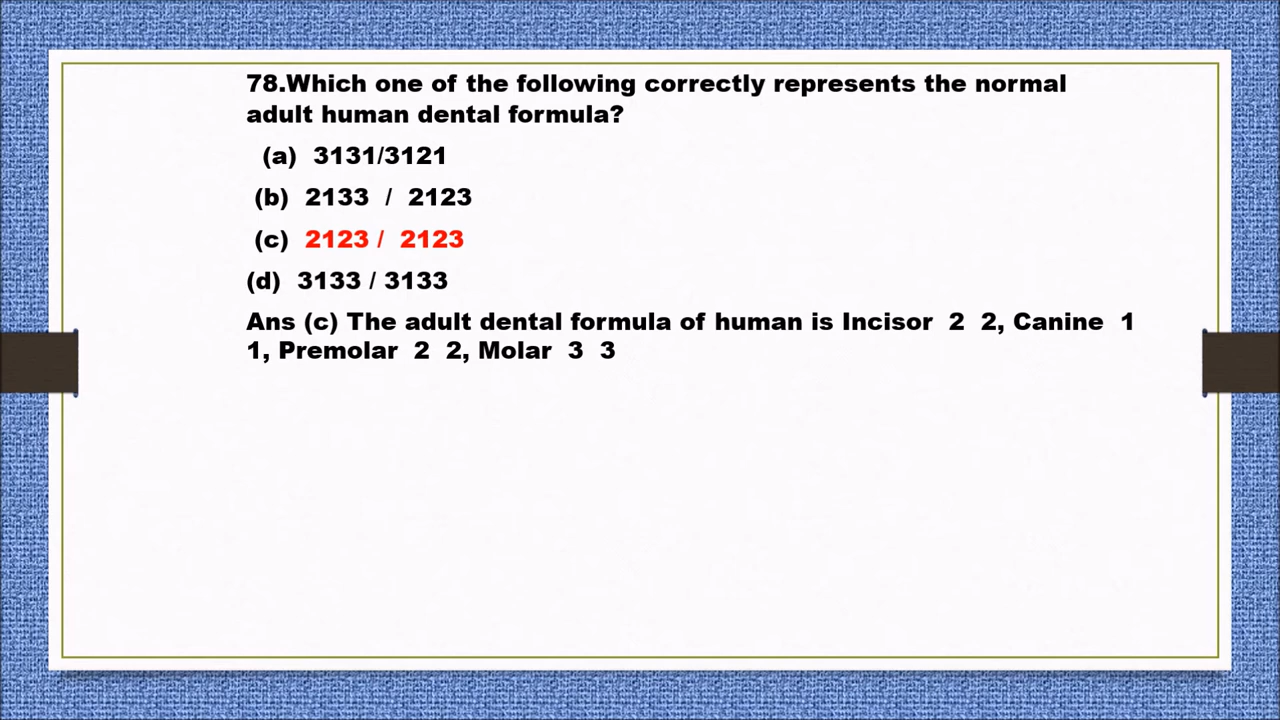 78.Which one of the following correctly represents the normal
adult human dental formula?
(a) 3131/3121
(b) 2133 / 2123
(c) 2123 / 2123
(d) 3133 / 3133
Ans (c) The adult dental formula of human is Incisor 2 2, Canine 1
1, Premolar 2 2, Molar 3 3